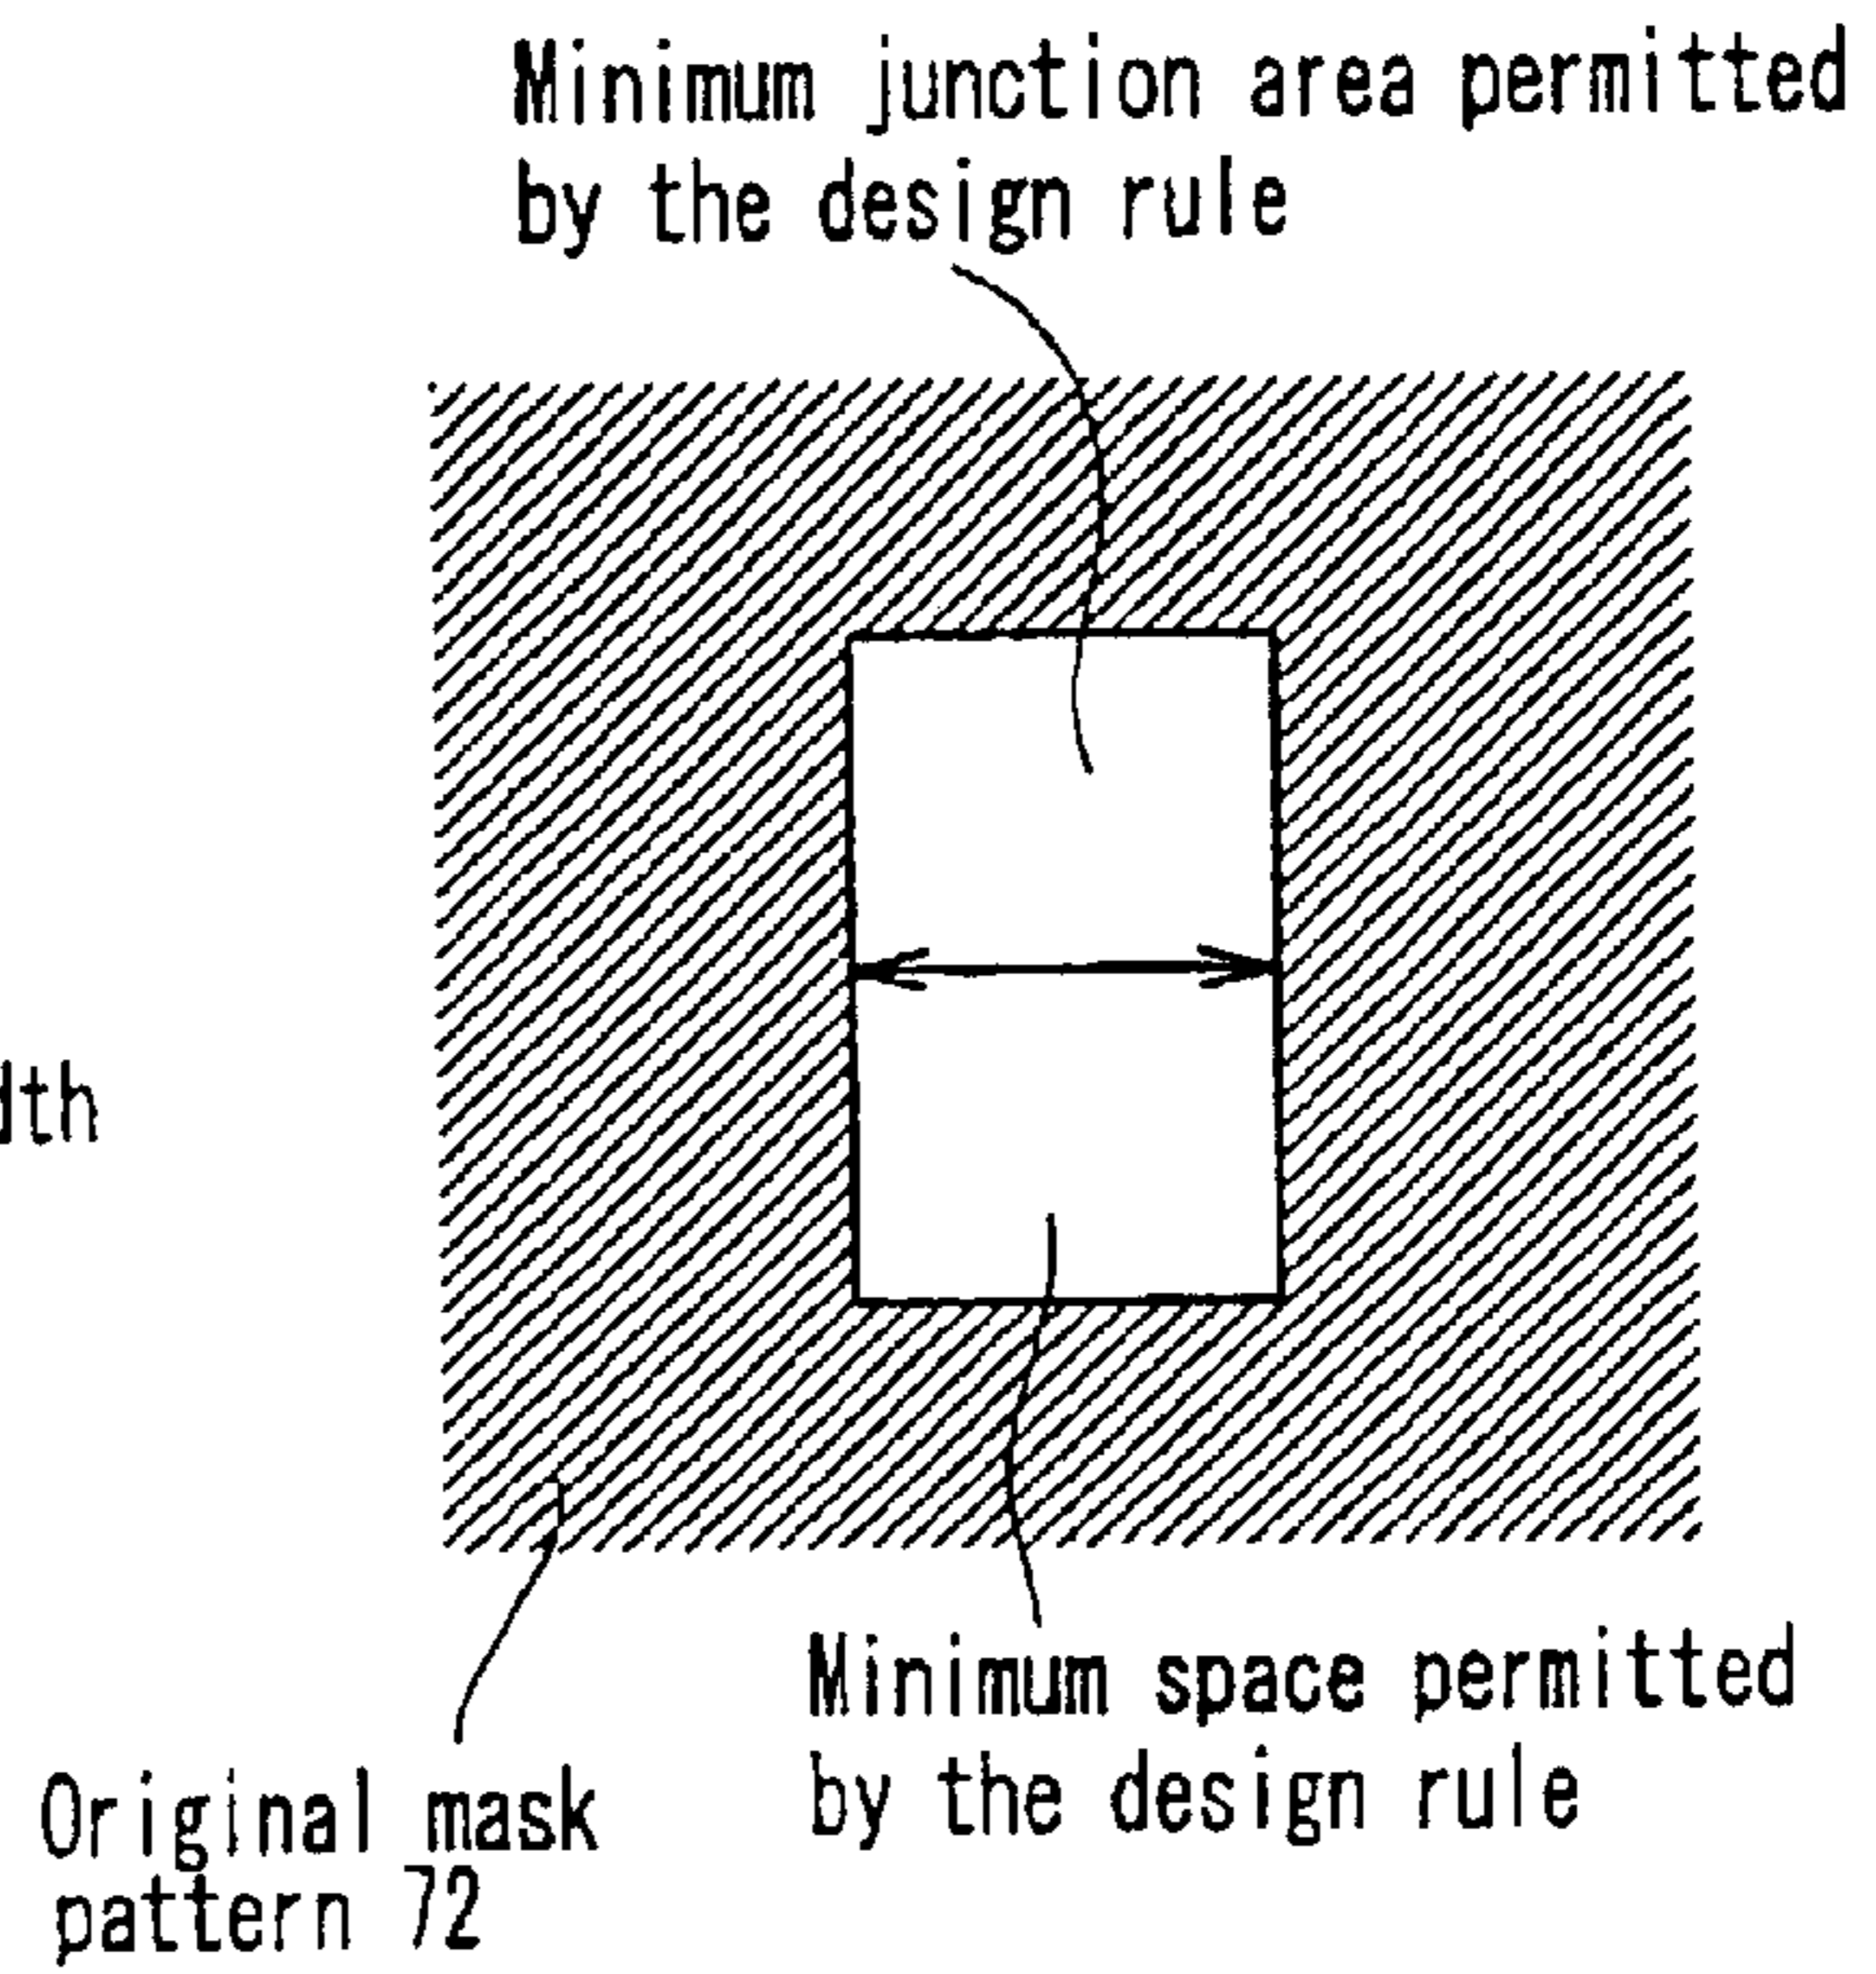 Minimum junction area permitted
by the design rule
Minimum space permitted
by the design rule
Original mask
pattern 72